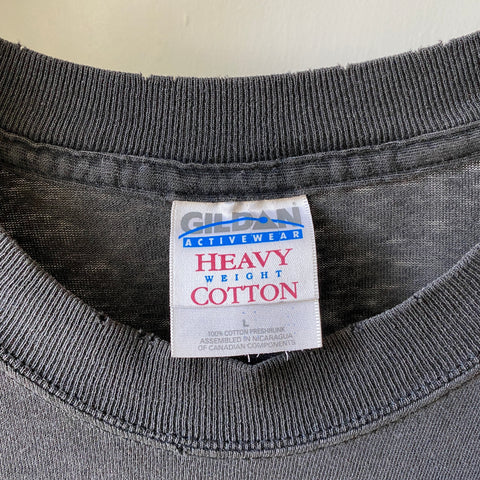 GILDAN
ACTIVEWEAR
HEAVY
WEIGHT
COTTON
L
100% COTTON PRESHRUNK
ASSEMBLED IN NICARAGUA
OF CANADIAN COMPONENTS